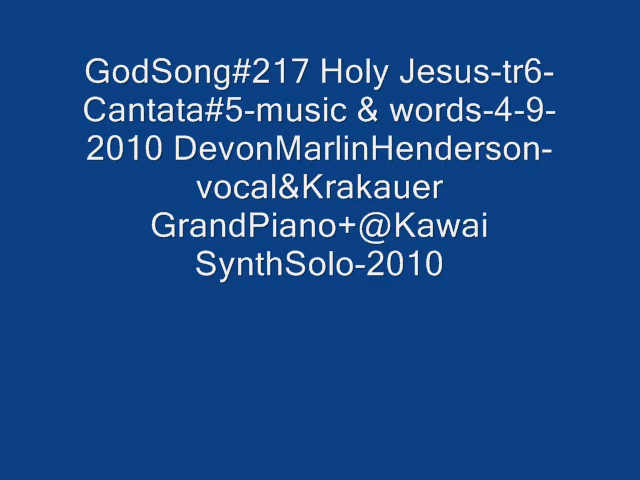 GodSong#217 Holy Jesus-tr6-
Cantata#5-music & words-4-9-
2010 DevonMarlinHenderson-
vocal&Krakauer
GrandPiano+@Kawai
SynthSolo-2010